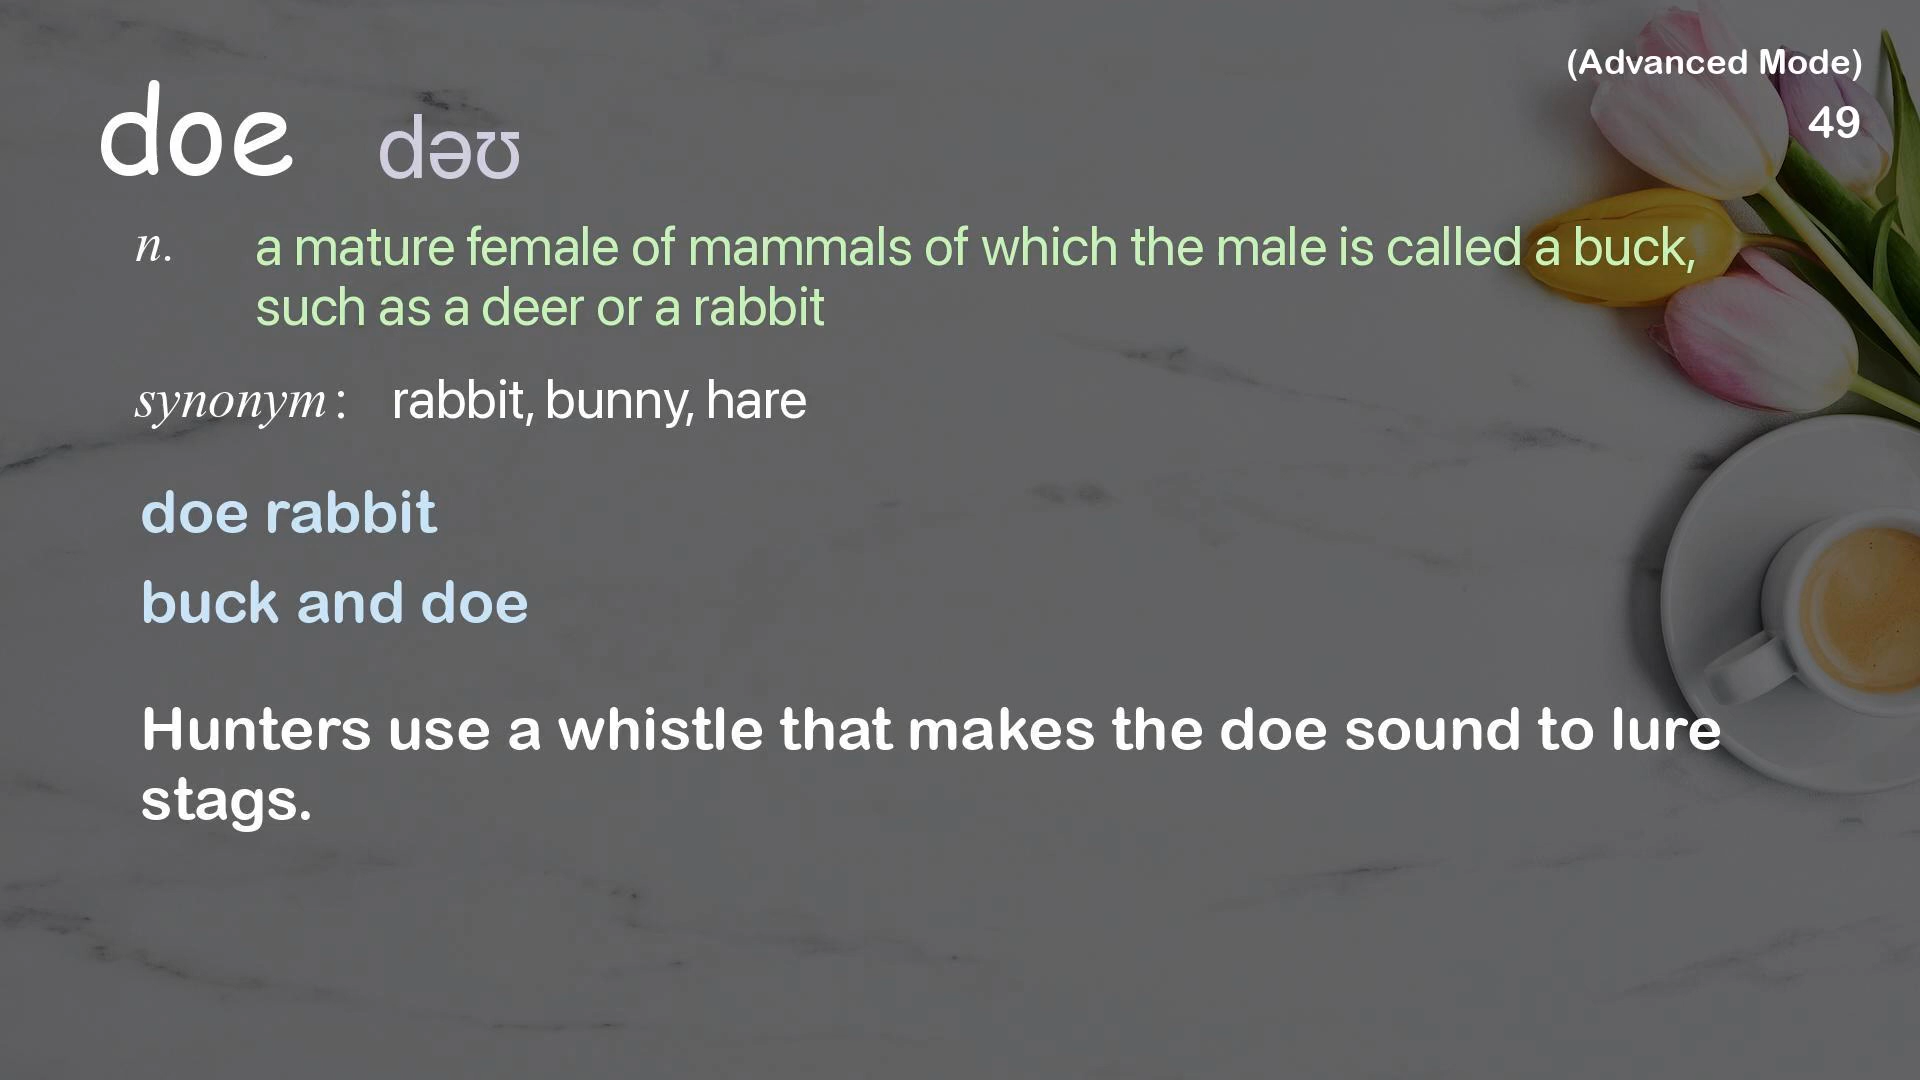 (Advanced Mode)
49
doe dəʊ
n. a mature female of mammals of which the male is called a buck,
such as a deer or a rabbit
synonym: rabbit, bunny, hare
doe rabbit
buck and doe
Hunters use a whistle that makes the doe sound to lure
stags.